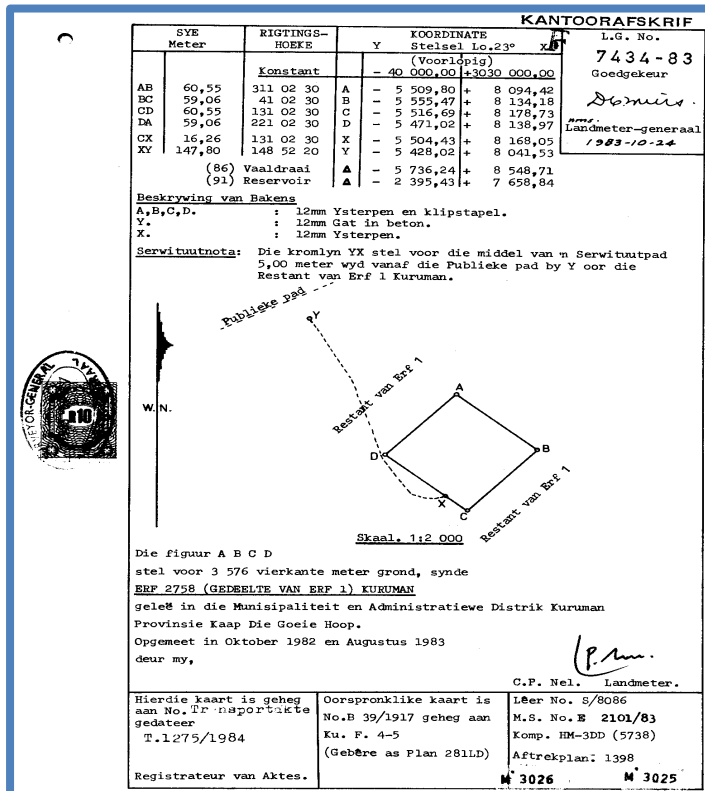 KANTOORAFSKRIF
SYE Meter RIGTINGS-HOEKE KOORDINATE Y Stelsel Lo.23° X
L.G. No.
7434-83
Goedgekeur
nms.
Landmeter-generaal
1983-10-24
(Voorlopig)
Konstant - 40 000,00 +3030 000,00
AB 60,55 311 02 30 A - 5 509,80 + 8 094,42
BC 59,06 41 02 30 B - 5 555,47 + 8 134,18
CD 60,55 131 02 30 C - 5 516,69 + 8 178,73
DA 59,06 221 02 30 D - 5 471,02 + 8 138,97
CX 16,26 131 02 30 X - 5 504,43 + 8 168,05
XY 147,80 148 52 20 Y - 5 428,02 + 8 041,53
(86) Vaaldraai Δ - 5 736,24 + 8 548,71
(91) Reservoir Δ - 2 395,43 + 7 658,84
Beskrywing van Bakens
A,B,C,D. : 12mm Ysterpen en klipstapel.
Y. : 12mm Gat in beton.
X. : 12mm Ysterpen.
Serwituutnota: Die kromlyn YX stel voor die middel van 'n Serwituutpad
5,00 meter wyd vanaf die Publieke pad by Y oor die
Restant van Erf 1 Kuruman.
Publieke Pad
Y
Restant van Erf 1
A
W.N.
R10
B
D
X
C
Restant van Erf 1
Skaal. 1:2 000
Die figuur A B C D
stel voor 3 576 vierkante meter grond, synde
ERF 2758 (GEDEELTE VAN ERF 1) KURUMAN
geleë in die Munisipaliteit en Administratiewe Distrik Kuruman
Provinsie Kaap Die Goeie Hoop.
Opgemeet in Oktober 1982 en Augustus 1983
deur my,
C.P. Nel. Landmeter.
Hierdie kaart is geheg
aan No. Tr nsportakte
gedateer
T.1275/1984
Registrateur van Aktes.
Oorspronklike kaart is
No.B 39/1917 geheg aan
Ku. F. 4-5
(Gebêre as Plan 281LD)
Lêer No. S/8086
M.S. No. E 2101/83
Komp. HM-3DD (5738)
Aftrekplan: 1398
M 3026 M 3025